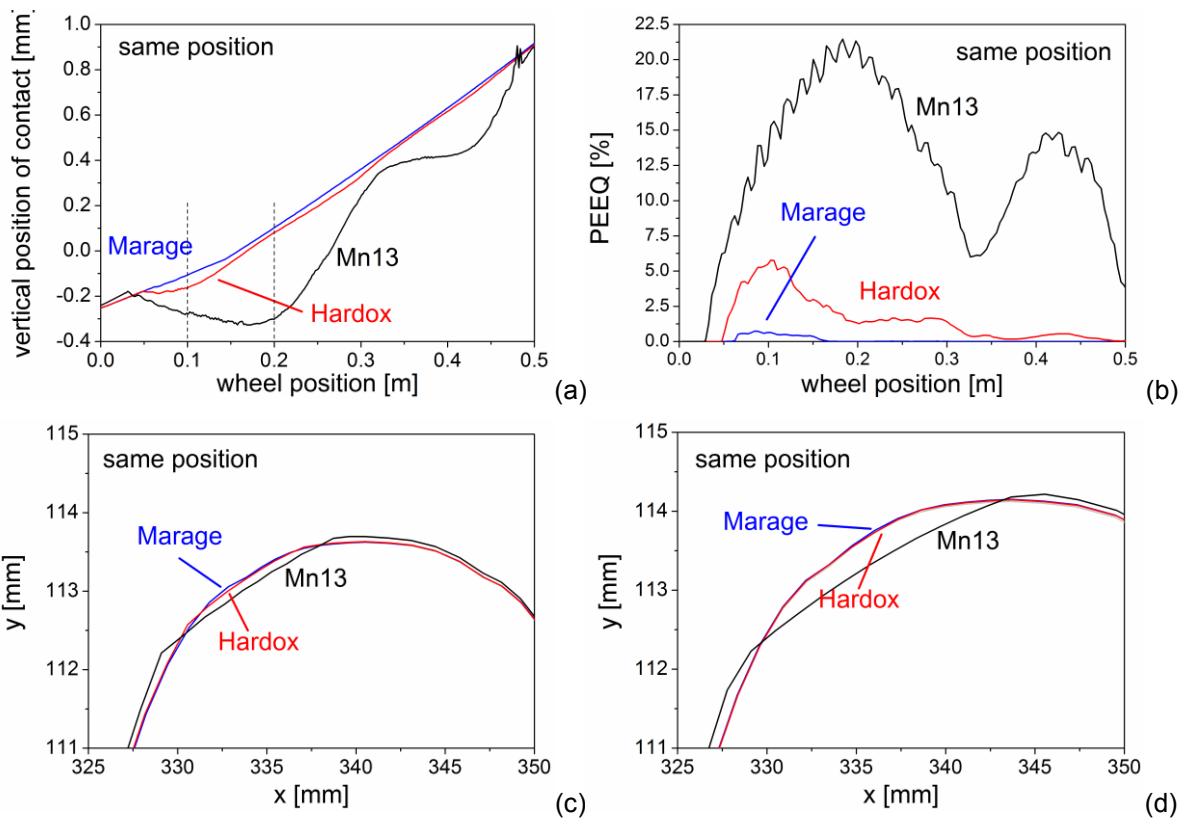 same position
vertical position of contact [mm]
1.0
0.8
0.6
0.4
0.2
0.0
-0.2
-0.4
Marage
Mn13
Hardox
0.0 0.1 0.2 0.3 0.4 0.5
wheel position [m]
(a)
same position
PEEQ [%]
22.5
20.0
17.5
15.0
12.5
10.0
7.5
5.0
2.5
0.0
Mn13
Marage
Hardox
0.0 0.1 0.2 0.3 0.4 0.5
wheel position [m]
(b)
same position
y [mm]
115
114
113
112
111
Marage
Mn13
Hardox
325 330 335 340 345 350
x [mm]
(c)
same position
y [mm]
115
114
113
112
111
Marage
Mn13
Hardox
325 330 335 340 345 350
x [mm]
(d)